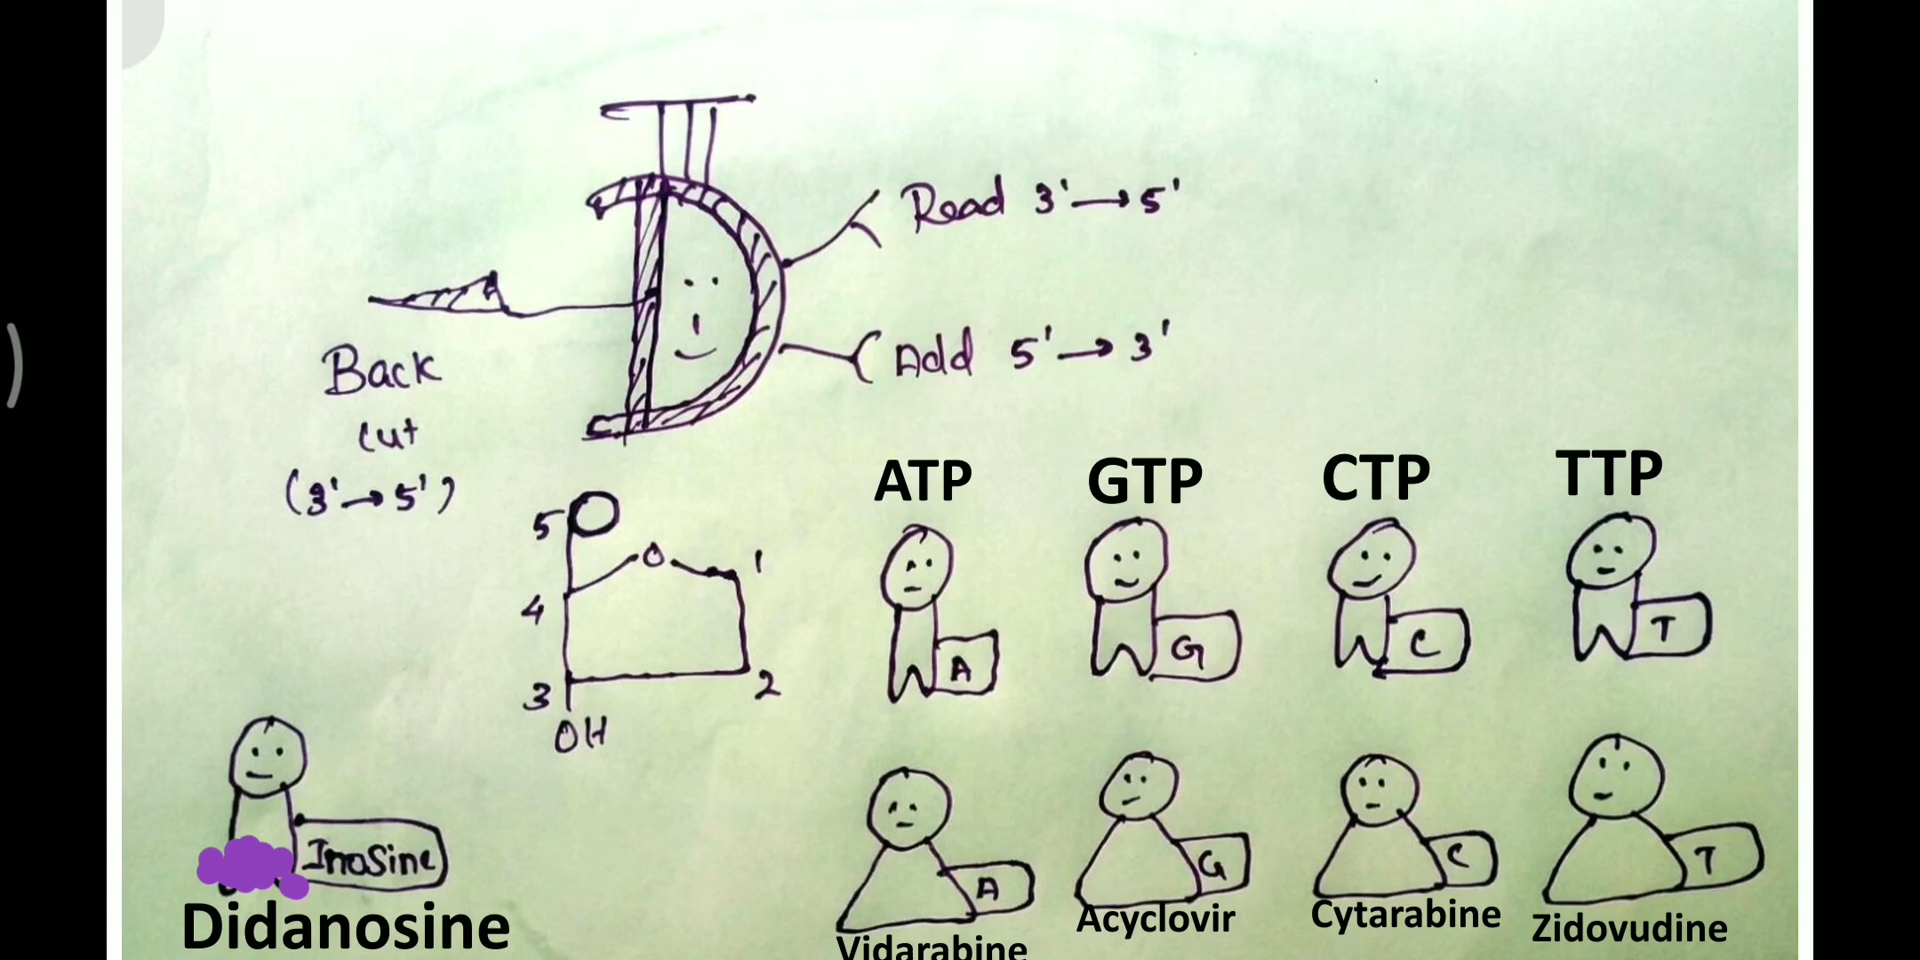 Read 3'→5'
Add 5'→3'
Back
cut
(3'→5')
ATP
GTP
CTP
TTP
5
O
1
4
3
2
OH
A
G
C
T
Inosine
Didanosine
A
G
C
T
Vidarabine
Acyclovir
Cytarabine
Zidovudine